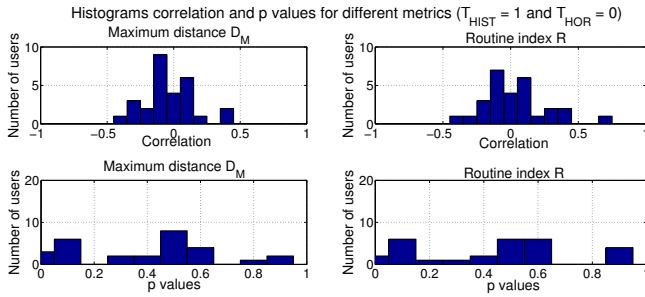 Histograms correlation and p values for different metrics (T_HIST = 1 and T_HOR = 0)
Maximum distance D_M
Number of users
10
5
0
-1
-0.5
0
0.5
1
Correlation
Routine index R
Number of users
10
5
0
-1
-0.5
0
0.5
1
Correlation
Maximum distance D_M
Number of users
20
10
0
0
0.2
0.4
0.6
0.8
1
p values
Routine index R
Number of users
20
10
0
0
0.2
0.4
0.6
0.8
1
p values